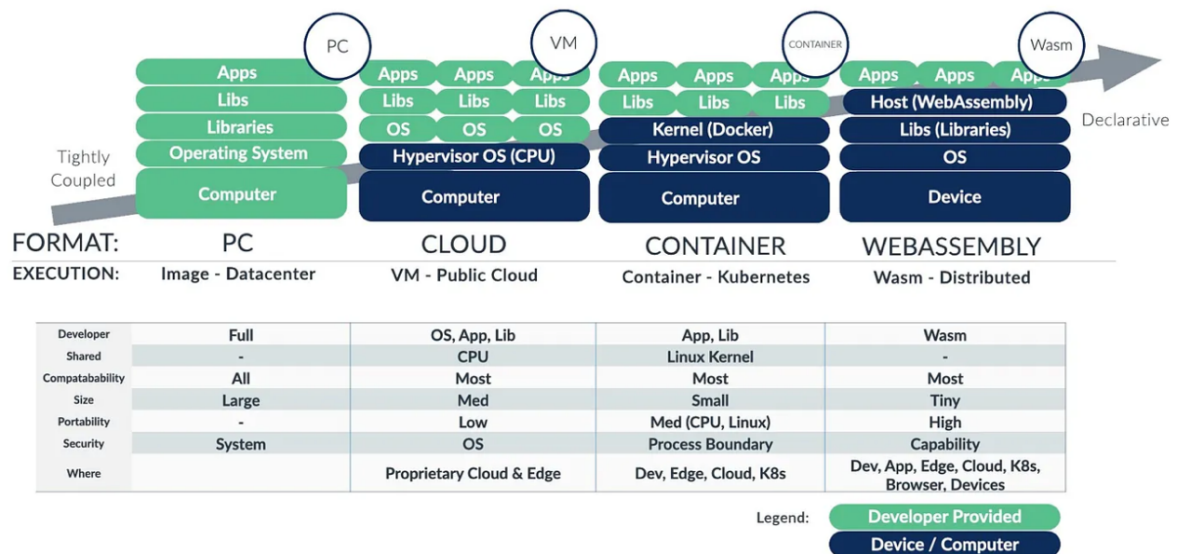 PC
VM
CONTAINER
Wasm
Apps
Apps Apps Apps
Apps Apps Apps
Apps Apps Apps
Libs
Libs Libs Libs
Libs Libs Libs
Host (WebAssembly)
Libraries
OS OS OS
Kernel (Docker)
Libs (Libraries)
Operating System
Hypervisor OS (CPU)
Hypervisor OS
OS
Computer
Computer
Computer
Device
Tightly
Coupled
Declarative
FORMAT: PC CLOUD CONTAINER WEBASSEMBLY
EXECUTION: Image - Datacenter VM - Public Cloud Container - Kubernetes Wasm - Distributed
Developer Full OS, App, Lib App, Lib Wasm
Shared - CPU Linux Kernel -
Compatabability All Most Most Most
Size Large Med Small Tiny
Portability - Low Med (CPU, Linux) High
Security System OS Process Boundary Capability
Where Proprietary Cloud & Edge Dev, Edge, Cloud, K8s Dev, App, Edge, Cloud, K8s,
Browser, Devices
Legend: Developer Provided
Device / Computer